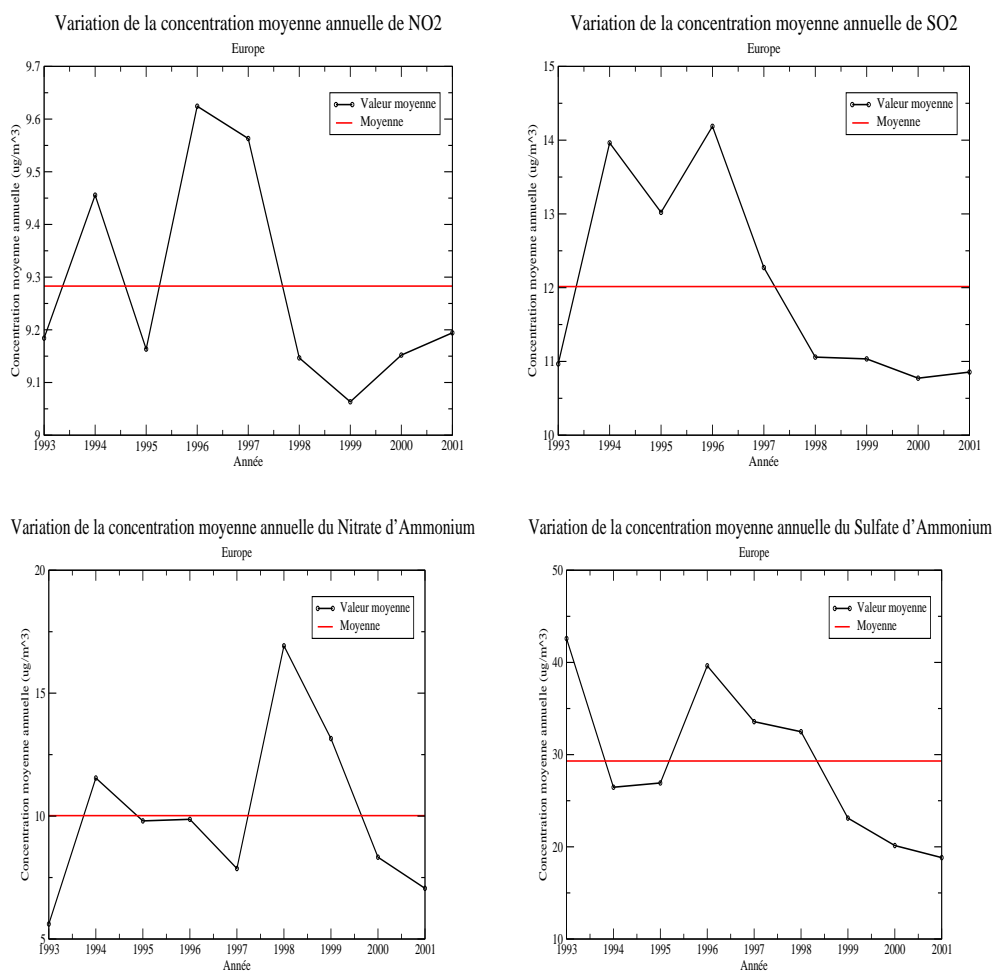 Variation de la concentration moyenne annuelle de NO2
Europe
9.7
9.6
9.5
9.4
9.3
9.2
9.1
9
Concentration moyenne annuelle (ug/m^3)
Valeur moyenne
Moyenne
1993 1994 1995 1996 1997 1998 1999 2000 2001
Année
Variation de la concentration moyenne annuelle de SO2
Europe
15
14
13
12
11
10
Concentration moyenne annuelle (ug/m^3)
Valeur moyenne
Moyenne
1993 1994 1995 1996 1997 1998 1999 2000 2001
Année
Variation de la concentration moyenne annuelle du Nitrate d'Ammonium
Europe
20
15
10
5
Concentration moyenne annuelle (ug/m^3)
Valeur moyenne
Moyenne
1993 1994 1995 1996 1997 1998 1999 2000 2001
Année
Variation de la concentration moyenne annuelle du Sulfate d'Ammonium
Europe
50
40
30
20
10
Concentration moyenne annuelle (ug/m^3)
Valeur moyenne
Moyenne
1993 1994 1995 1996 1997 1998 1999 2000 2001
Année